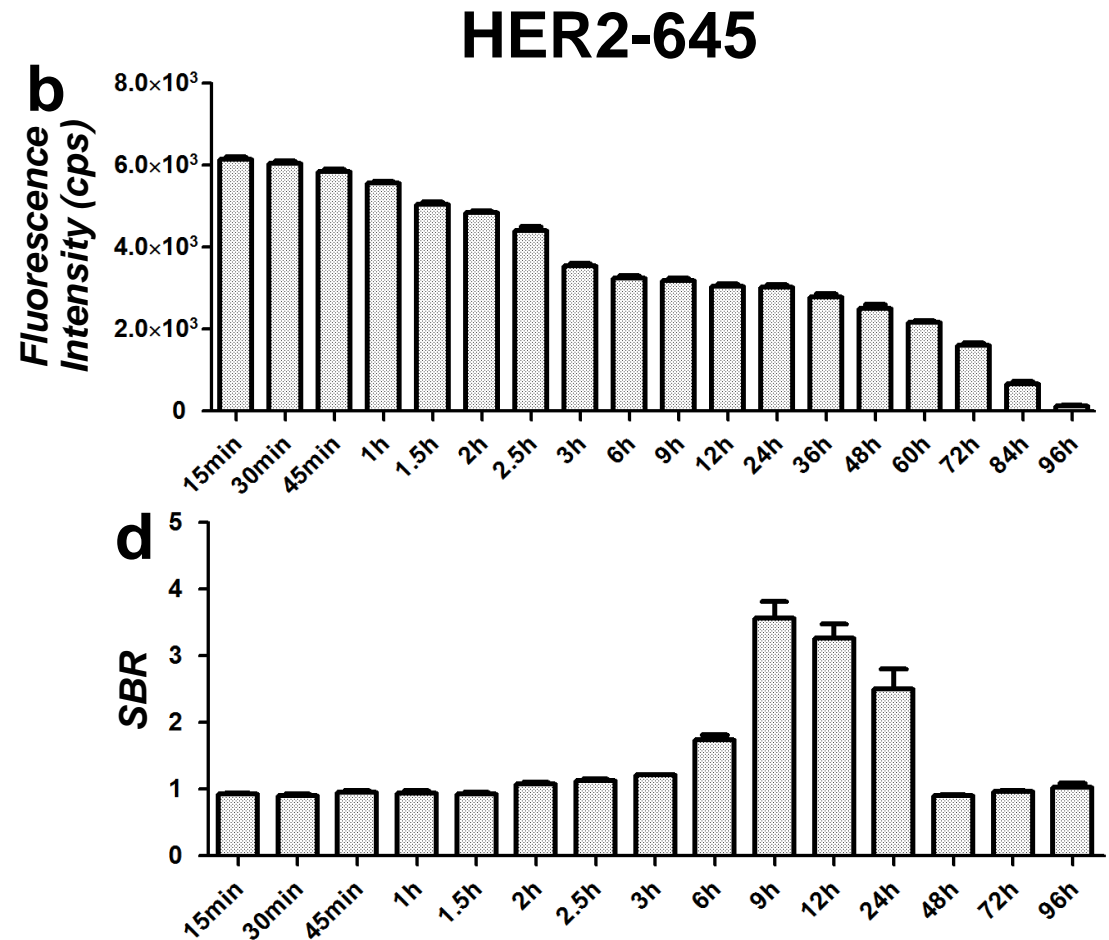 HER2-645
b
Fluorescence
Intensity (cps)
8.0×10³
6.0×10³
4.0×10³
2.0×10³
0
15min 30min 45min 1h 1.5h 2h 2.5h 3h 6h 9h 12h 24h 36h 48h 60h 72h 84h 96h
d
SBR
5
4
3
2
1
0
15min 30min 45min 1h 1.5h 2h 2.5h 3h 6h 9h 12h 24h 48h 72h 96h